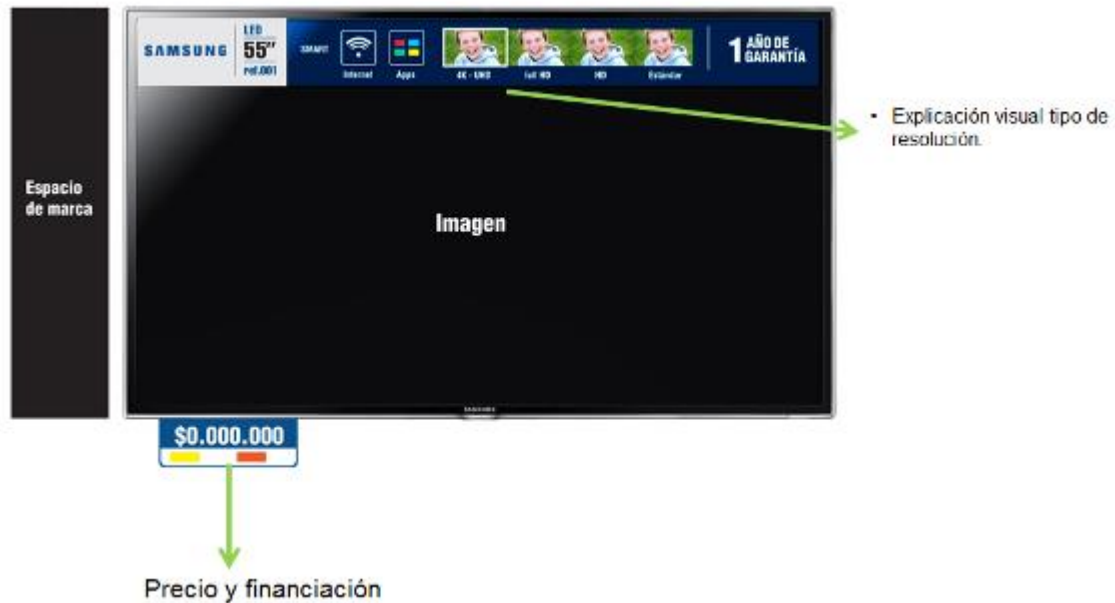 SAMSUNG
LED
55"
ref.001
SMART
Internet
Apps
4K - UHD
full HD
HD
Estándar
1 AÑO DE
GARANTÍA
• Explicación visual tipo de
resolución.
Espacio
de marca
Imagen
SAMSUNG
$0.000.000
Precio y financiación